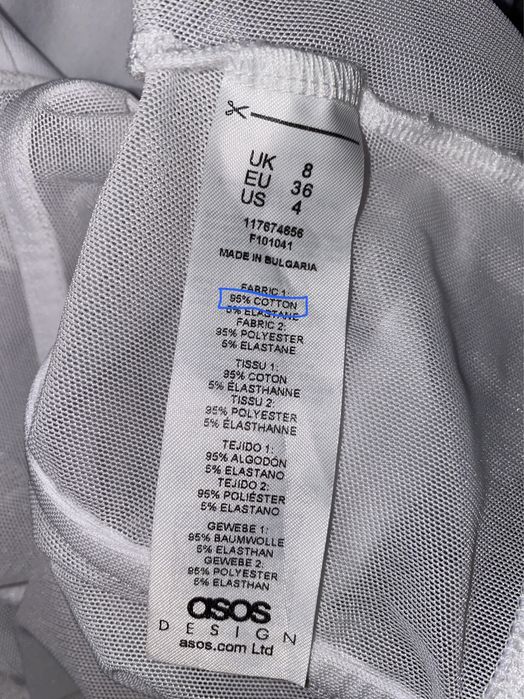 UK 8
EU 36
US 4
117674656
F101041
MADE IN BULGARIA
FABRIC 1:
95% COTTON
5% ELASTANE
FABRIC 2:
95% POLYESTER
5% ELASTANE
TISSU 1:
95% COTON
5% ÉLASTHANNE
TISSU 2:
95% POLYESTER
5% ÉLASTHANNE
TEJIDO 1:
95% ALGODÓN
5% ELASTANO
TEJIDO 2:
95% POLIÉSTER
5% ELASTANO
GEWEBE 1:
95% BAUMWOLLE
5% ELASTHAN
GEWEBE 2:
95% POLYESTER
5% ELASTHAN
asos
DESIGN
asos.com Ltd